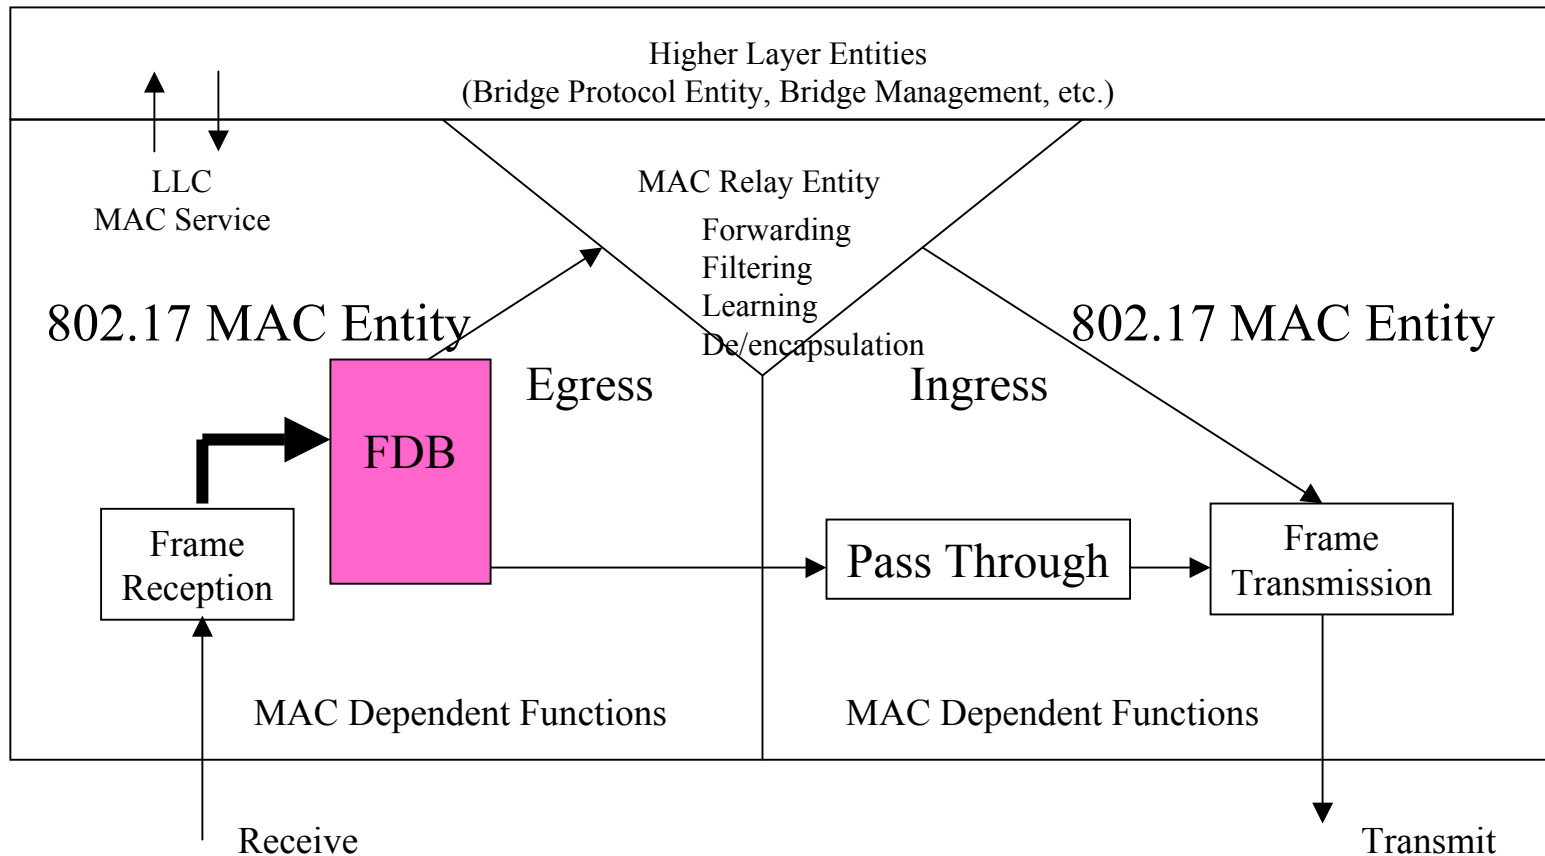 Higher Layer Entities
(Bridge Protocol Entity, Bridge Management, etc.)
LLC
MAC Service
MAC Relay Entity
Forwarding
Filtering
Learning
De/encapsulation
802.17 MAC Entity
802.17 MAC Entity
Egress
Ingress
FDB
Frame
Reception
Pass Through
Frame
Transmission
MAC Dependent Functions
MAC Dependent Functions
Receive
Transmit